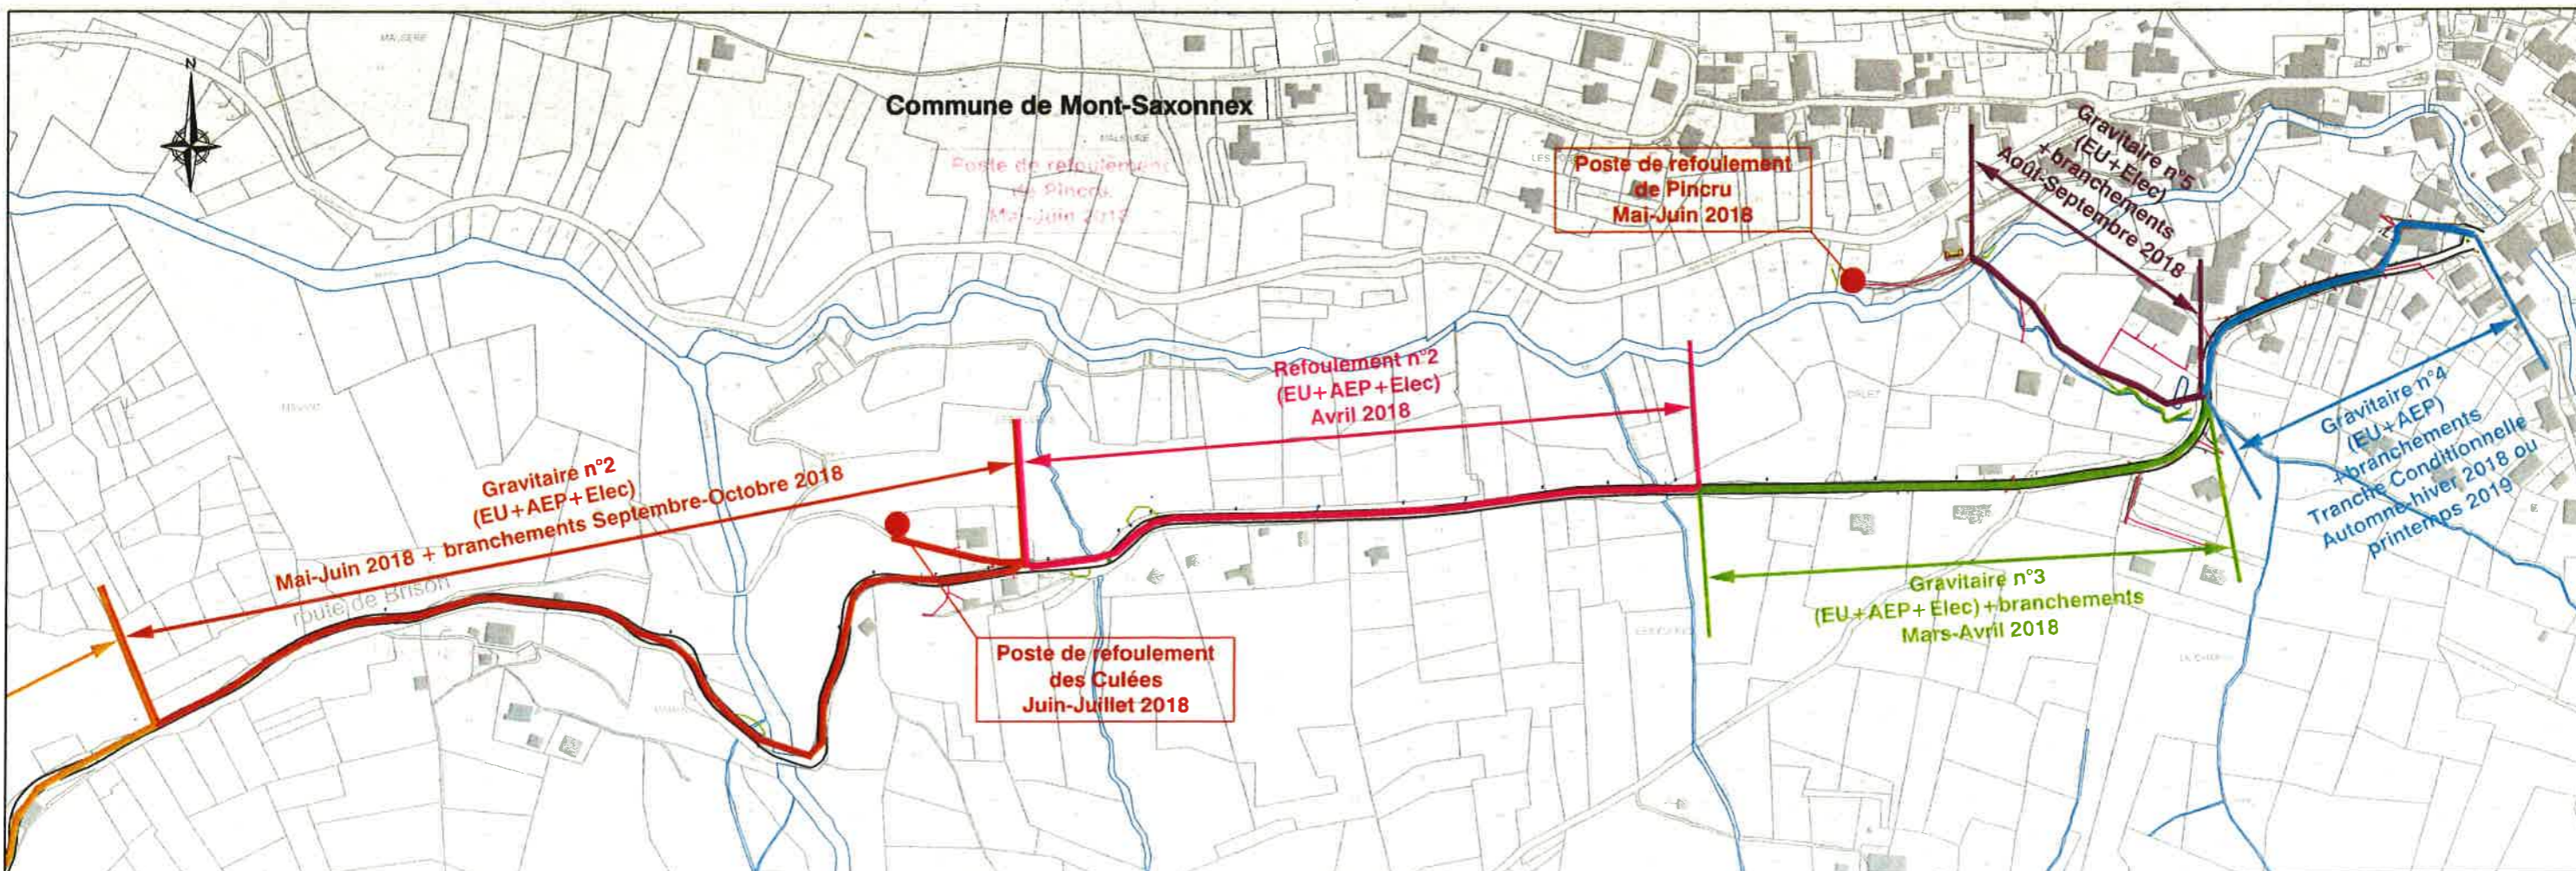 N
MALGERE
Commune de Mont-Saxonnex
MALGERE
Poste de refoulement
de Pincru
Mai-Juin 2018
Poste de refoulement
de Pincru
Mai-Juin 2018
Gravitaire n°5
(EU+Elec)
+branchements
Août-Septembre 2018
Refoulement n°2
(EU+AEP+Elec)
Avril 2018
Gravitaire n°2
(EU+AEP+Elec)
Mai-Juin 2018 + branchements Septembre-Octobre 2018
route de Brison
Gravitaire n°4
(EU+AEP)
+branchements
Tranche Conditionnelle
Automne-hiver 2018 ou
printemps 2019
Gravitaire n°3
(EU+AEP+Elec)+branchements
Mars-Avril 2018
Poste de refoulement
des Culées
Juin-Juillet 2018